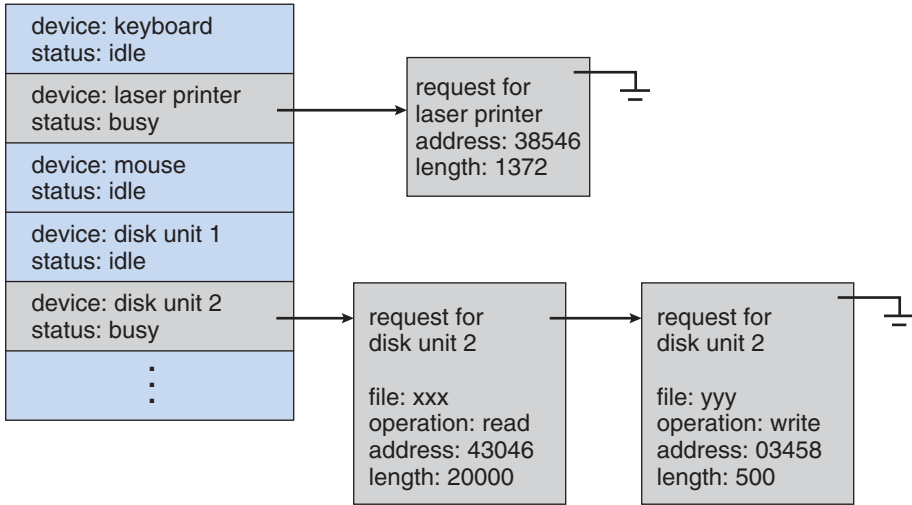 device: keyboard
status: idle
device: laser printer
status: busy
device: mouse
status: idle
device: disk unit 1
status: idle
device: disk unit 2
status: busy
request for
laser printer
address: 38546
length: 1372
request for
disk unit 2
file: xxx
operation: read
address: 43046
length: 20000
request for
disk unit 2
file: yyy
operation: write
address: 03458
length: 500